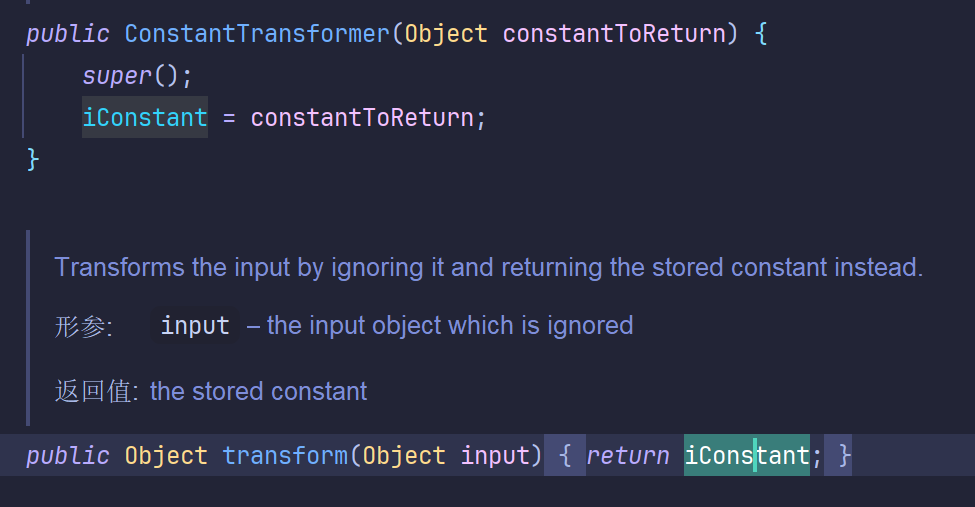 public ConstantTransformer(Object constantToReturn) {
super();
iConstant = constantToReturn;
}
Transforms the input by ignoring it and returning the stored constant instead.
形参: input – the input object which is ignored
返回值: the stored constant
public Object transform(Object input) { return iConstant; }